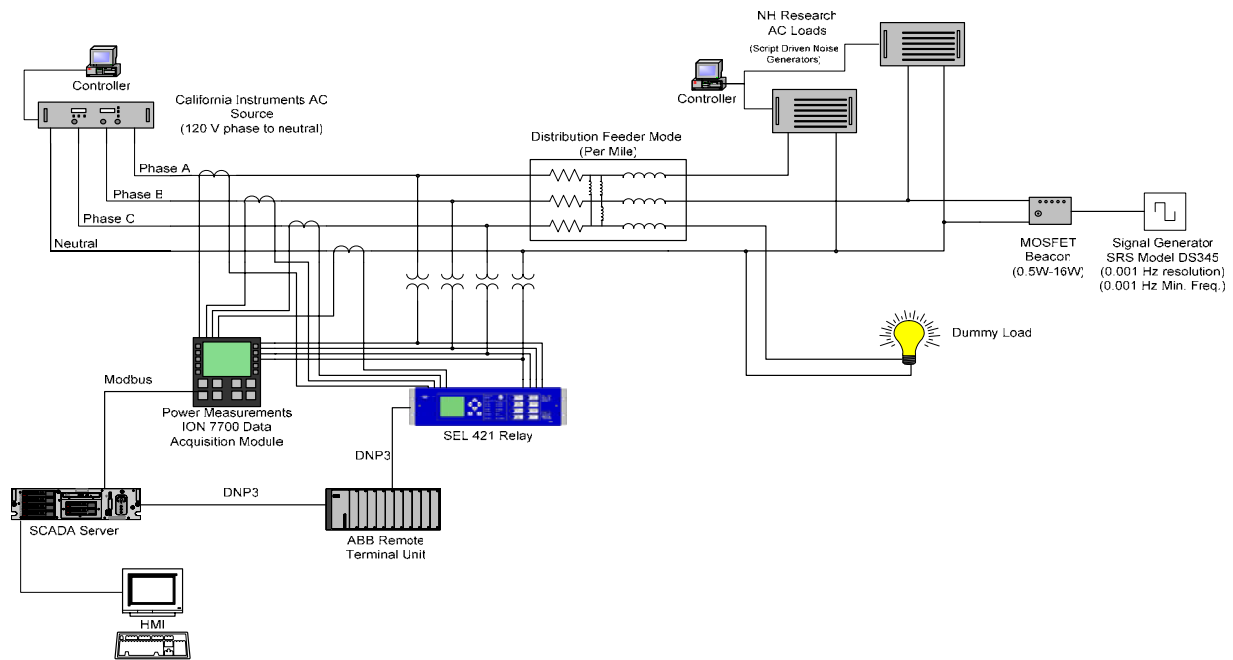 NH Research
AC Loads
(Script Driven Noise
Generators)
Controller
Controller
California Instruments AC
Source
(120 V phase to neutral)
Distribution Feeder Mode
(Per Mile)
Phase A
Phase B
Phase C
Neutral
MOSFET
Beacon
(0.5W-16W)
Signal Generator
SRS Model DS345
(0.001 Hz resolution)
(0.001 Hz Min. Freq.)
Dummy Load
Modbus
Power Measurements
ION 7700 Data
Acquisition Module
SEL 421 Relay
DNP3
DNP3
SCADA Server
ABB Remote
Terminal Unit
HMI